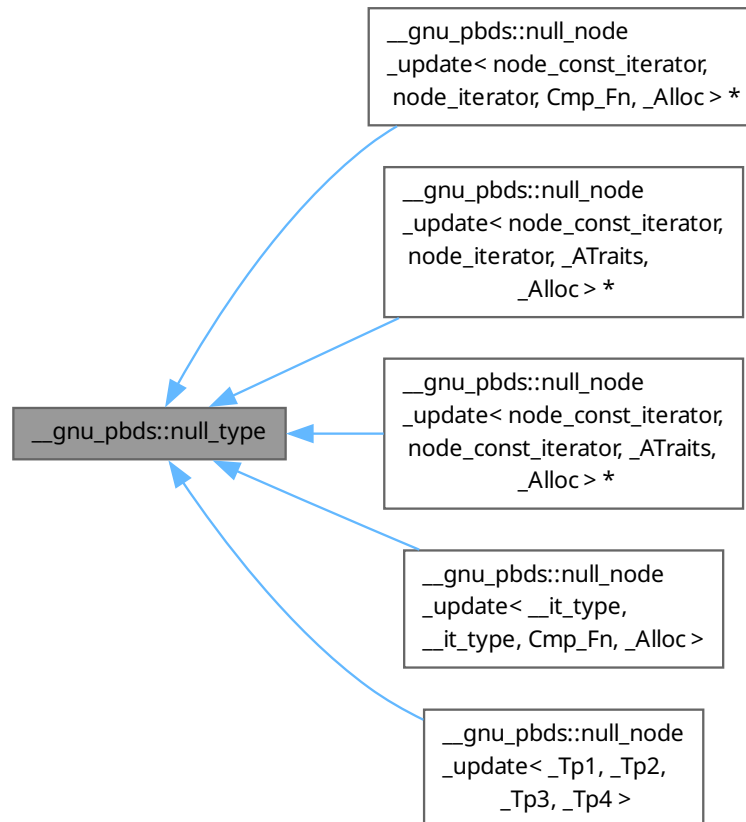 __gnu_pbds::null_node
_update< node_const_iterator,
node_iterator, Cmp_Fn, _Alloc > *
__gnu_pbds::null_node
_update< node_const_iterator,
node_iterator, _ATraits,
_Alloc > *
__gnu_pbds::null_type
__gnu_pbds::null_node
_update< node_const_iterator,
node_const_iterator, _ATraits,
_Alloc > *
__gnu_pbds::null_node
_update< __it_type,
__it_type, Cmp_Fn, _Alloc >
__gnu_pbds::null_node
_update< _Tp1, _Tp2,
_Tp3, _Tp4 >